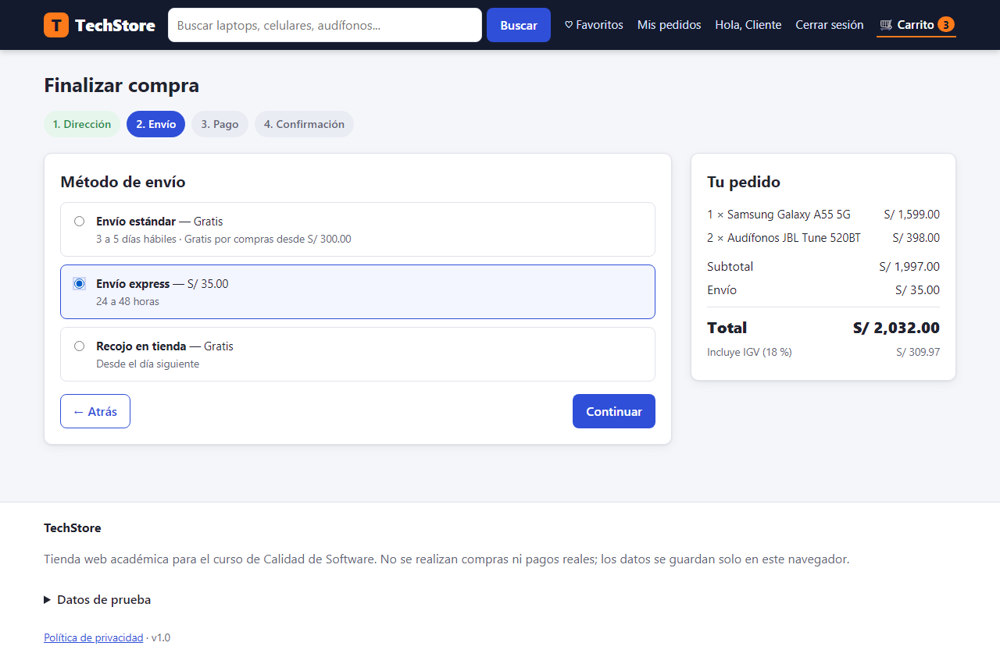 T TechStore
Buscar laptops, celulares, audífonos...
Buscar
♡ Favoritos
Mis pedidos
Hola, Cliente
Cerrar sesión
🛒 Carrito 3
Finalizar compra
1. Dirección
2. Envío
3. Pago
4. Confirmación
Método de envío
Envío estándar — Gratis
3 a 5 días hábiles · Gratis por compras desde S/ 300.00
Envío express — S/ 35.00
24 a 48 horas
Recojo en tienda — Gratis
Desde el día siguiente
← Atrás
Continuar
Tu pedido
1 × Samsung Galaxy A55 5G S/ 1,599.00
2 × Audífonos JBL Tune 520BT S/ 398.00
Subtotal S/ 1,997.00
Envío S/ 35.00
Total S/ 2,032.00
Incluye IGV (18 %) S/ 309.97
TechStore
Tienda web académica para el curso de Calidad de Software. No se realizan compras ni pagos reales; los datos se guardan solo en este navegador.
▶ Datos de prueba
Política de privacidad · v1.0